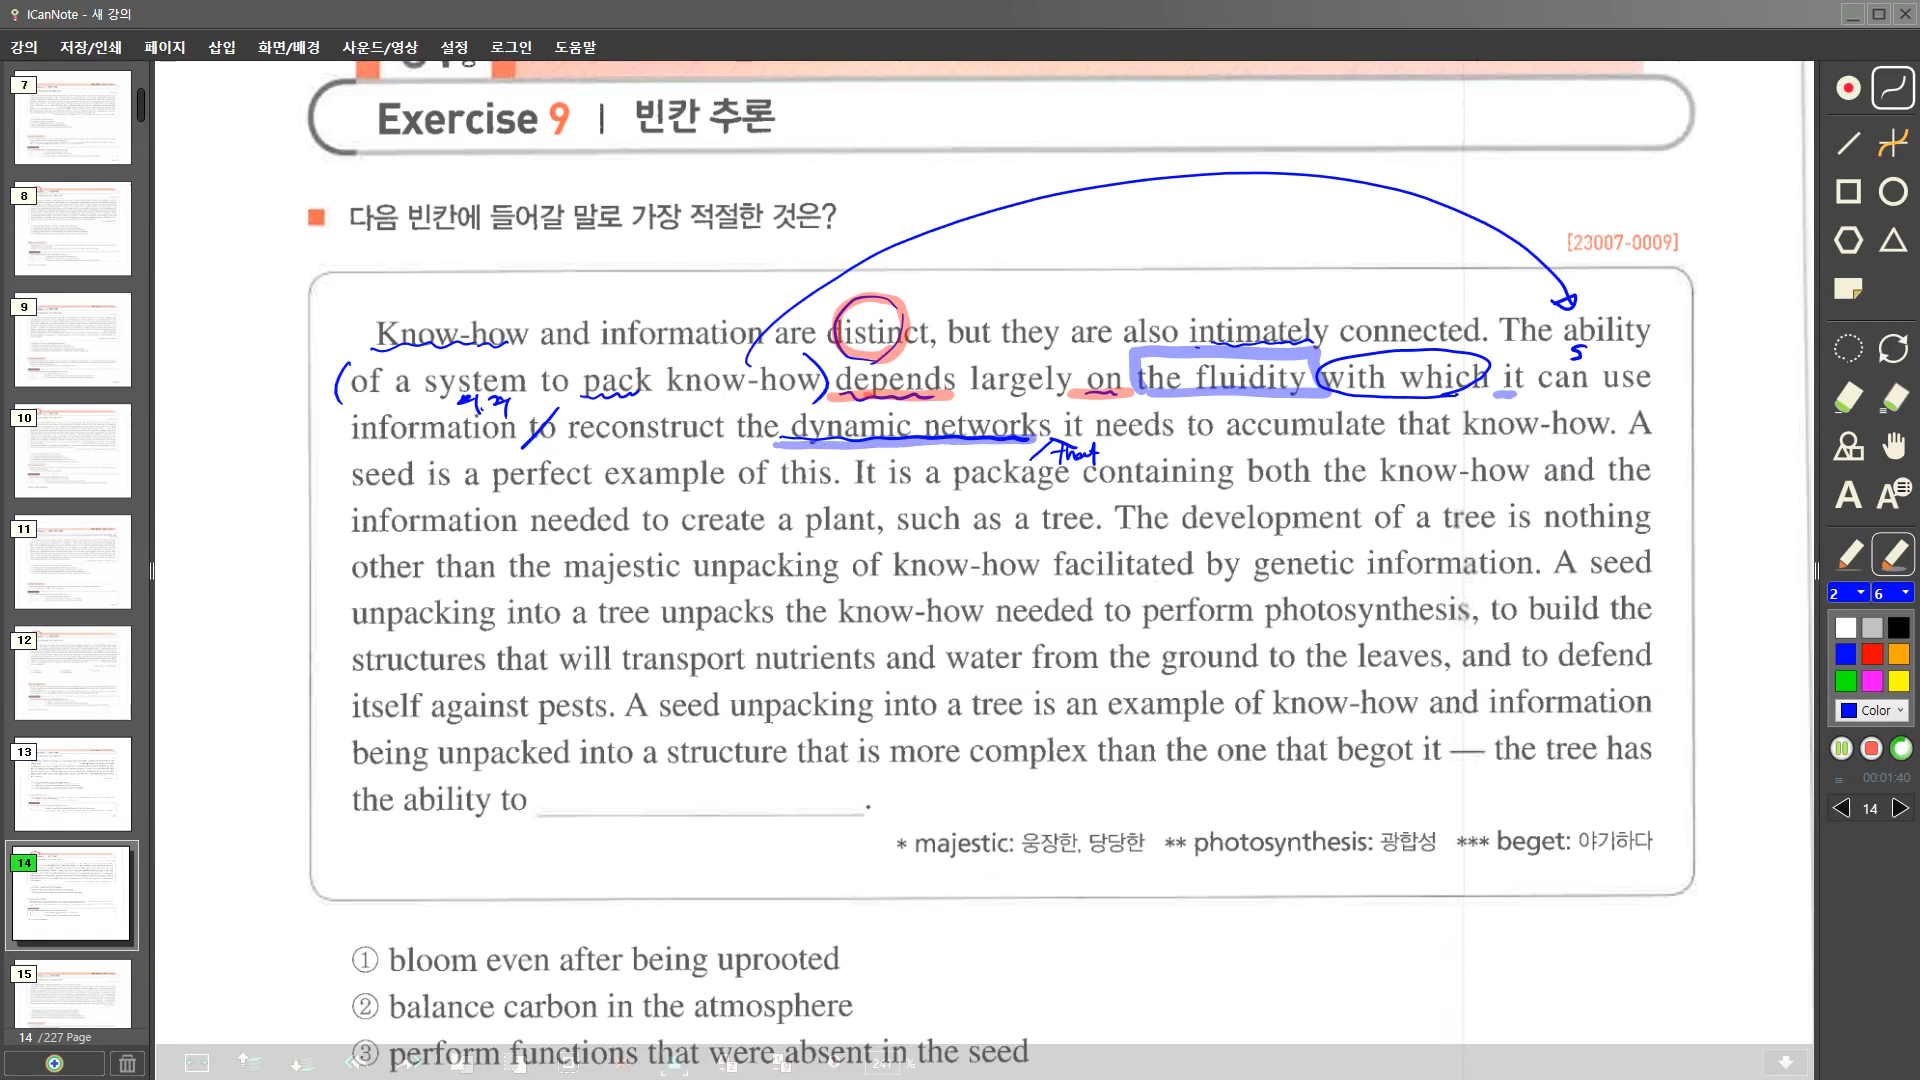 ICanNote - 새 강의
강의 저장/인쇄 페이지 삽입 화면/배경 사운드/영상 설정 로그인 도움말
Exercise 9 | 빈칸 추론
■ 다음 빈칸에 들어갈 말로 가장 적절한 것은?
[23007-0009]
Know-how and information are distinct, but they are also intimately connected. The ability
s
of a system to pack know-how depends largely on the fluidity with which it can use
information to reconstruct the dynamic networks it needs to accumulate that know-how. A
that
seed is a perfect example of this. It is a package containing both the know-how and the
information needed to create a plant, such as a tree. The development of a tree is nothing
other than the majestic unpacking of know-how facilitated by genetic information. A seed
unpacking into a tree unpacks the know-how needed to perform photosynthesis, to build the
structures that will transport nutrients and water from the ground to the leaves, and to defend
itself against pests. A seed unpacking into a tree is an example of know-how and information
being unpacked into a structure that is more complex than the one that begot it — the tree has
the ability to ____________________.
* majestic: 웅장한, 당당한 ** photosynthesis: 광합성 *** beget: 야기하다
① bloom even after being uprooted
② balance carbon in the atmosphere
③ perform functions that were absent in the seed
7
8
9
10
11
12
13
14
15
14 /227 Page
2 6
Color
00:01:40
14
241 %